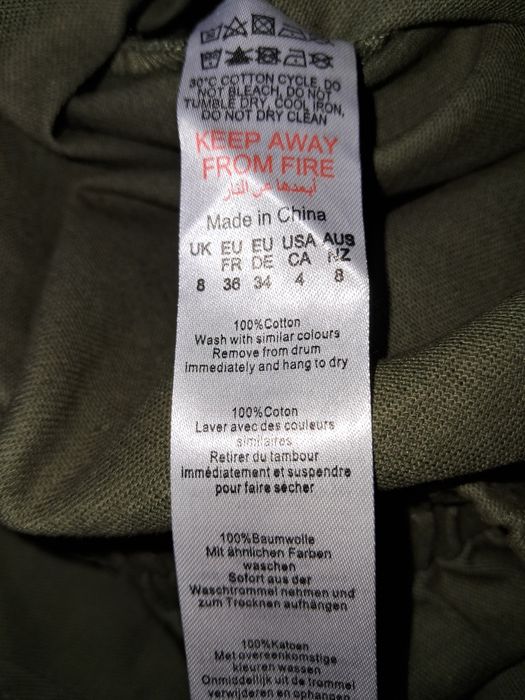 30°C COTTON CYCLE, DO
NOT BLEACH, DO NOT
TUMBLE DRY, COOL IRON,
DO NOT DRY CLEAN
KEEP AWAY
FROM FIRE
أبعدها عن النار
Made in China
UK EU EU USA AUS
FR DE CA NZ
8 36 34 4 8
100%Cotton
Wash with similar colours
Remove from drum
immediately and hang to dry
100%Coton
Laver avec des couleurs
similaires
Retirer du tambour
immédiatement et suspendre
pour faire sécher
100%Baumwolle
Mit ähnlichen Farben
waschen
Sofort aus der
Waschtrommel nehmen und
zum Trocknen aufhängen
100%Katoen
Met overeenkomstige
kleuren wassen
Onmiddellijk uit de trommel
verwijderen en ophangen